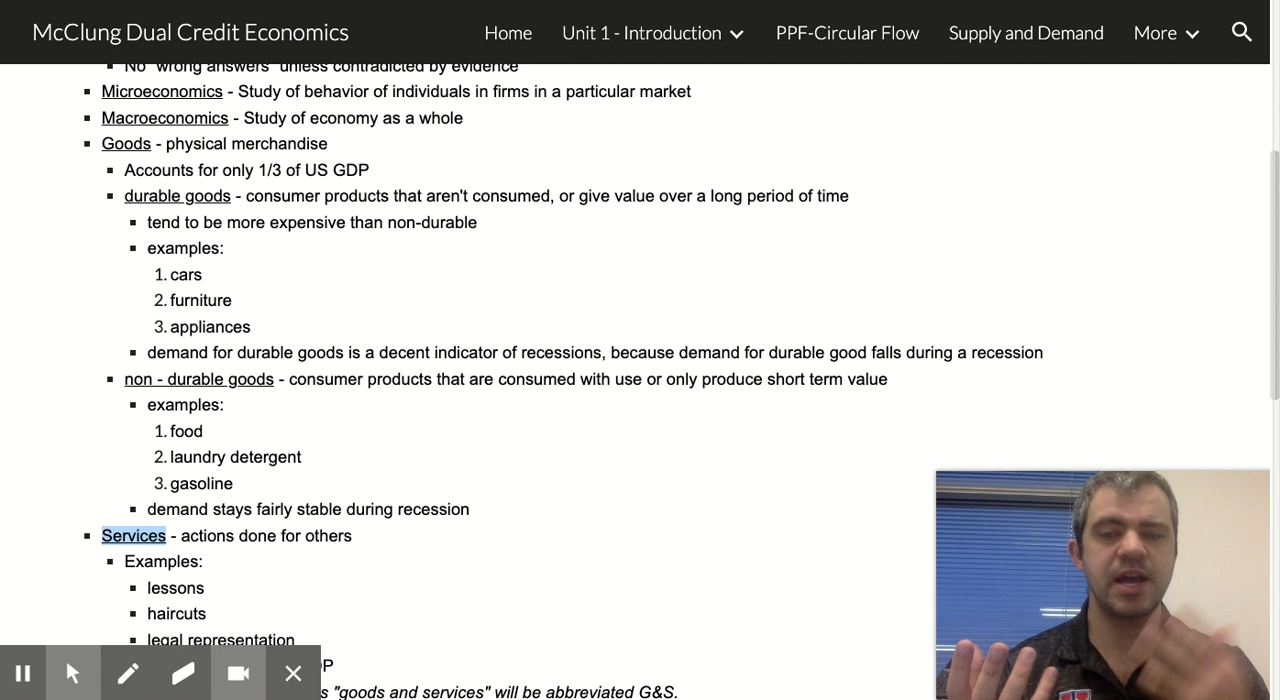 McClung Dual Credit Economics
Home Unit 1 - Introduction PPF-Circular Flow Supply and Demand More
No "wrong answers" unless contradicted by evidence
Microeconomics - Study of behavior of individuals in firms in a particular market
Macroeconomics - Study of economy as a whole
Goods - physical merchandise
Accounts for only 1/3 of US GDP
durable goods - consumer products that aren't consumed, or give value over a long period of time
tend to be more expensive than non-durable
examples:
1. cars
2. furniture
3. appliances
demand for durable goods is a decent indicator of recessions, because demand for durable good falls during a recession
non - durable goods - consumer products that are consumed with use or only produce short term value
examples:
1. food
2. laundry detergent
3. gasoline
demand stays fairly stable during recession
Services - actions done for others
Examples:
lessons
haircuts
legal representation
"goods and services" will be abbreviated G&S.